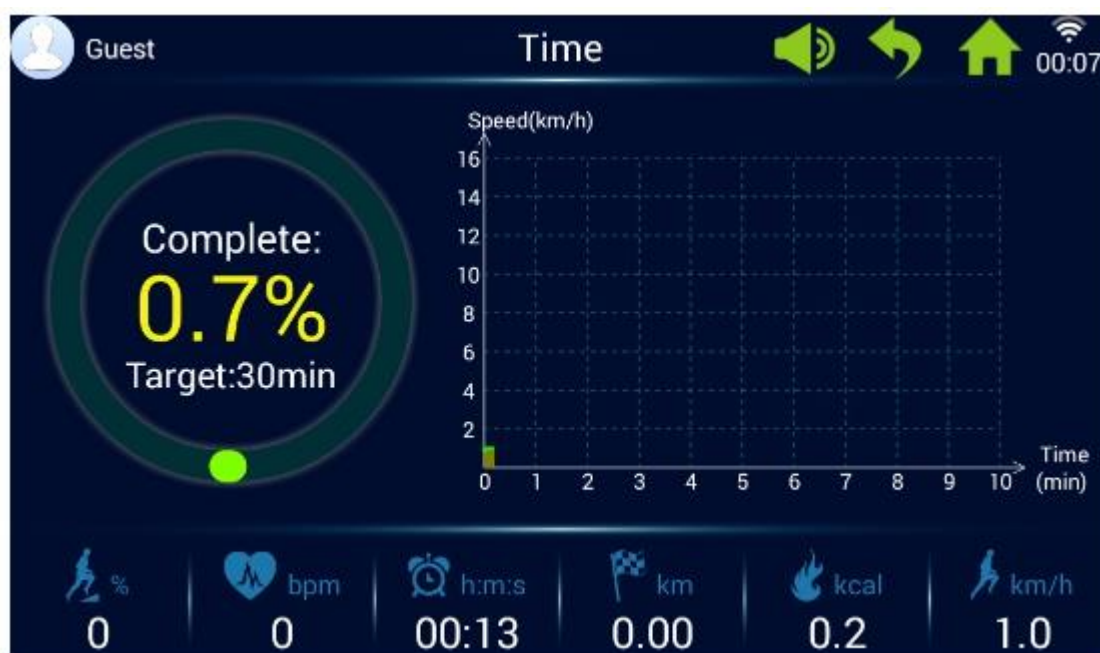 Guest
Time
00:07
Complete:
0.7%
Target:30min
Speed(km/h)
16
14
12
10
8
6
4
2
0 1 2 3 4 5 6 7 8 9 10
Time
(min)
% bpm h:m:s km kcal km/h
0 0 00:13 0.00 0.2 1.0